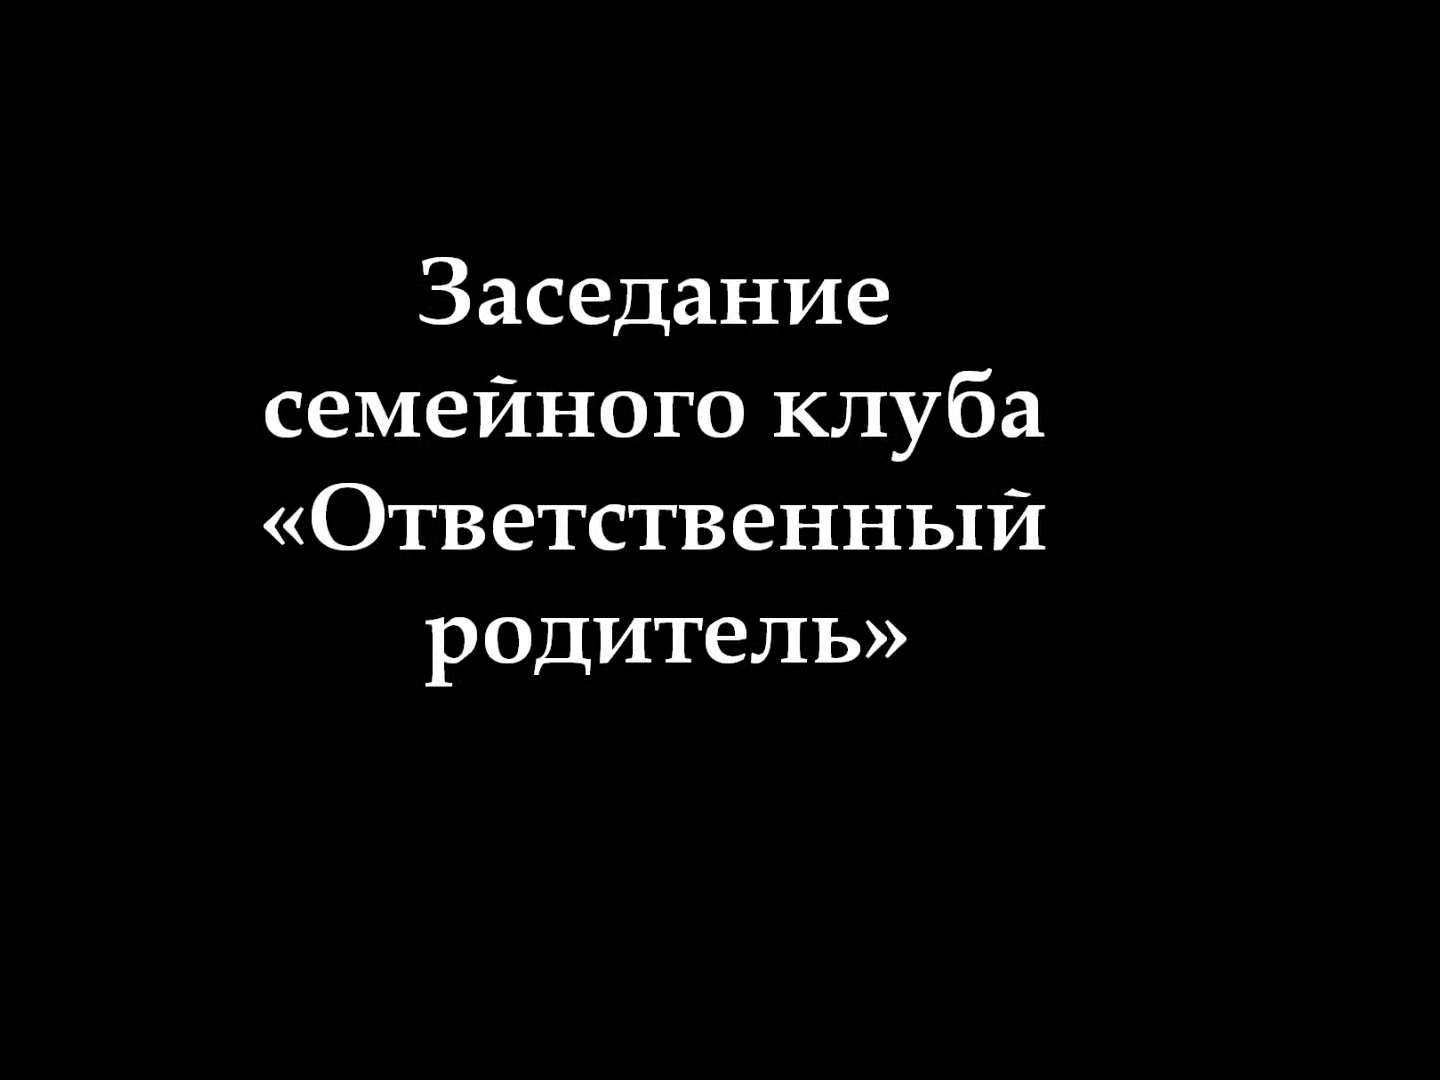 Заседание
семейного клуба
«Ответственный
родитель»